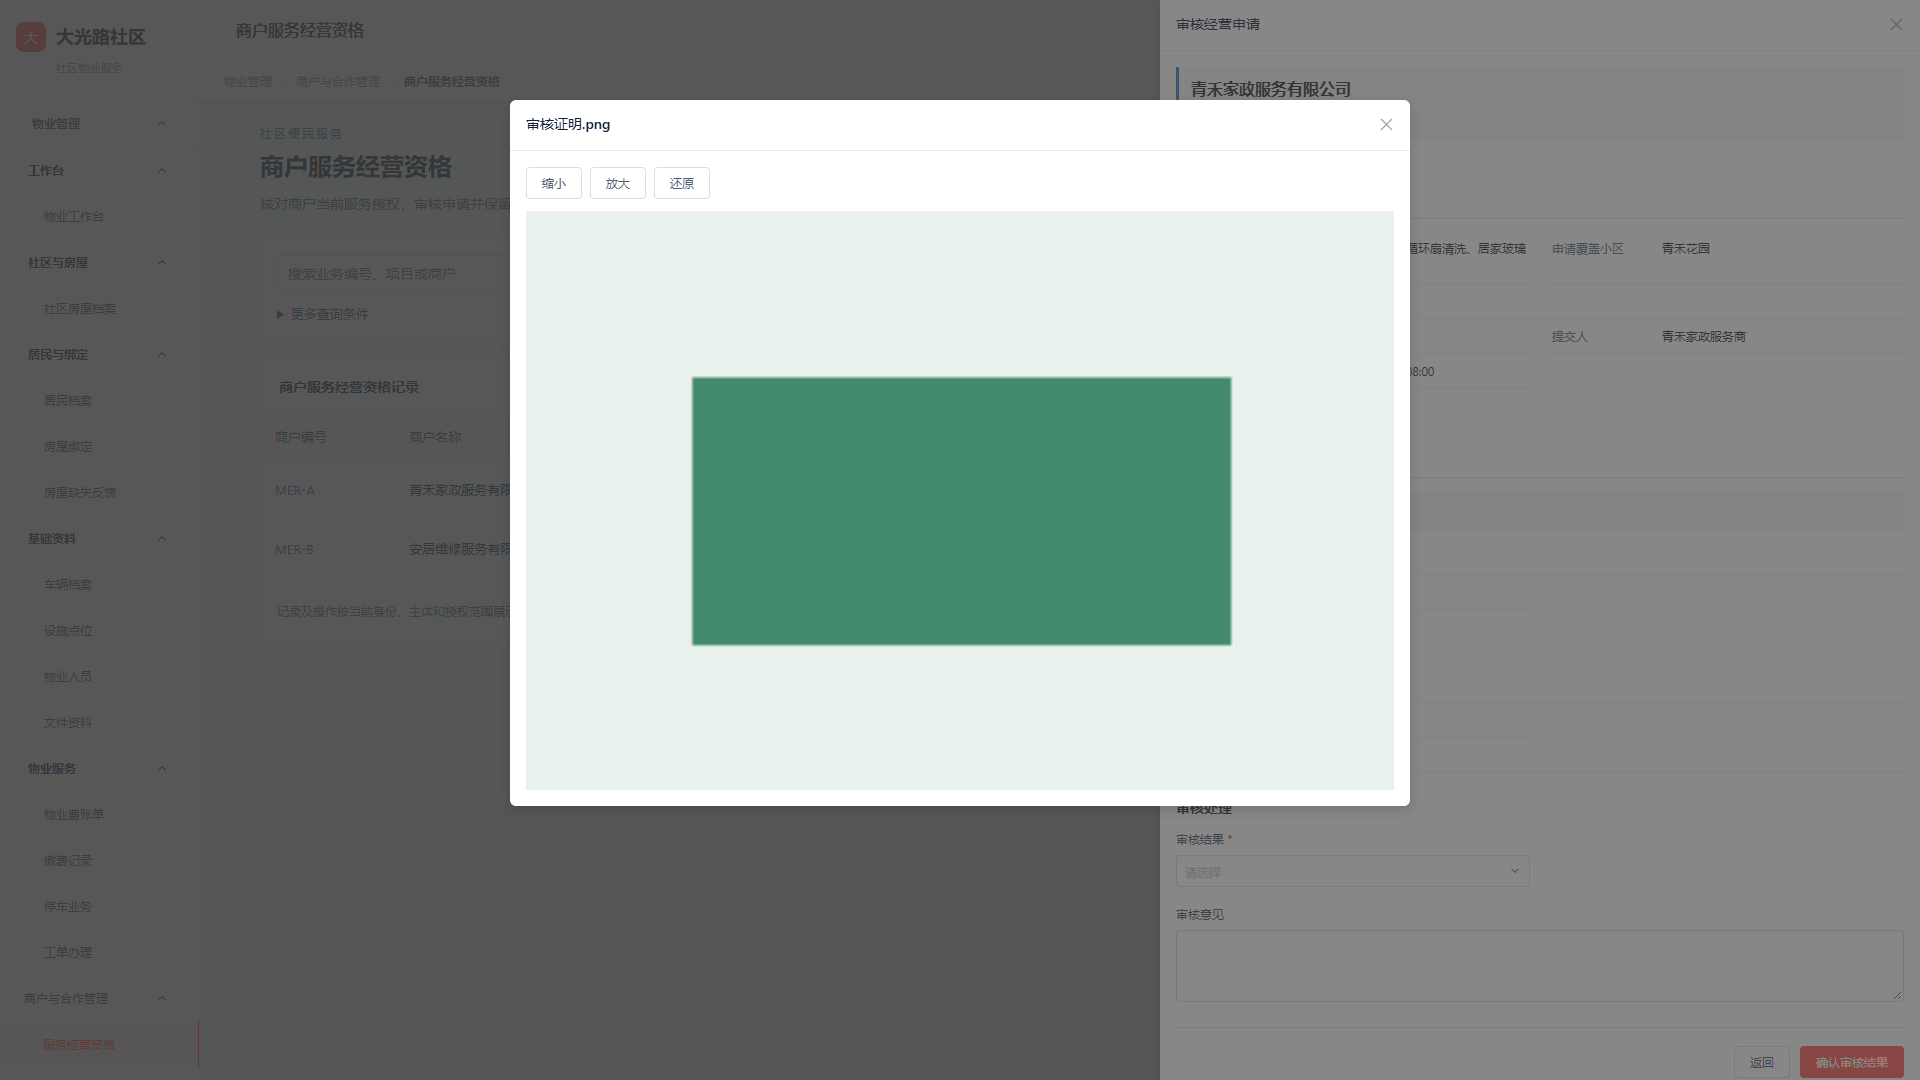 大
大光路社区
社区物业服务
物业管理
工作台
物业工作台
社区与房屋
社区房屋档案
居民与绑定
居民档案
房屋绑定
房屋缺失反馈
基础资料
车辆档案
设施点位
物业人员
文件资料
物业服务
物业费账单
缴费记录
停车业务
工单办理
商户与合作管理
服务经营资格
商户服务经营资格
物业管理 / 商户与合作管理 / 商户服务经营资格
社区便民服务
商户服务经营资格
核对商户当前服务授权，审核申请并保留
搜索业务编号、项目或商户
更多查询条件
商户服务经营资格记录
商户编号 商户名称
MER-A 青禾家政服务有限
MER-B 安居维修服务有限
记录及操作按当前身份、主体和授权范围展示
审核证明.png
缩小 放大 还原
审核经营申请
青禾家政服务有限公司
循环扇清洗、居家玻璃 申请覆盖小区 青禾花园
提交人 青禾家政服务商
08:00
审核处理
审核结果 *
请选择
审核意见
返回 确认审核结果